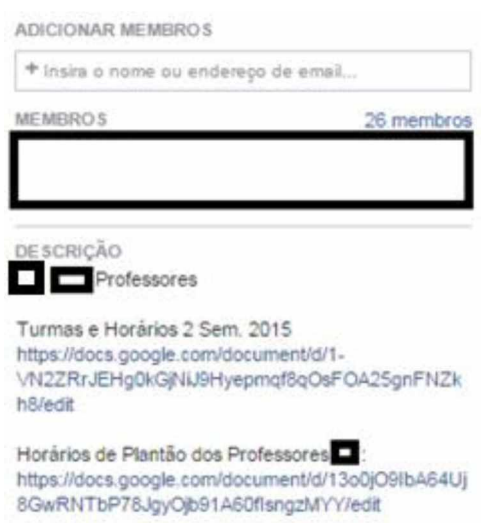 ADICIONAR MEMBROS
+ Insira o nome ou endereço de email...
MEMBROS 26 membros
DESCRIÇÃO
Professores
Turmas e Horários 2 Sem. 2015
https://docs.google.com/document/d/1-
VN2ZRrJEHg0kGjNiJ9Hyepmqf8qOsFOA25gnFNZk
h8/edit
Horários de Plantão dos Professores :
https://docs.google.com/document/d/13o0jO9IbA64Uj
8GwRNTbP78JgyOjb91A60flsngzMYY/edit